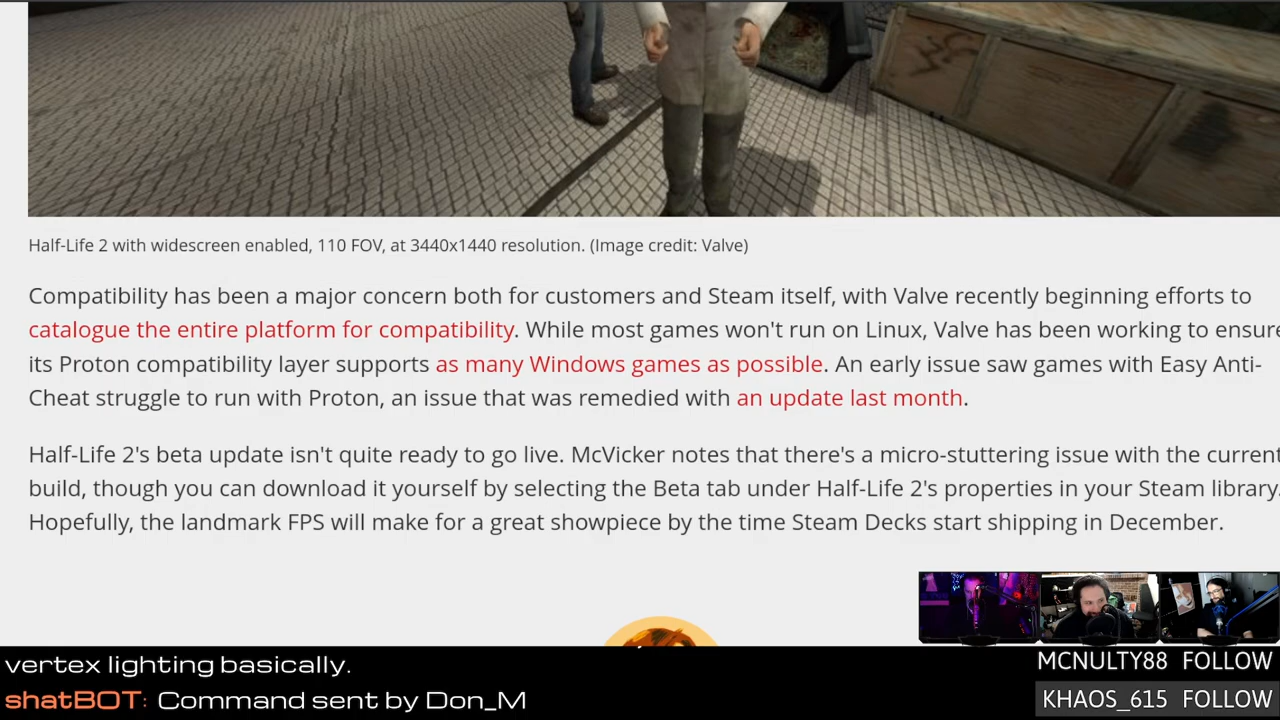 Half-Life 2 with widescreen enabled, 110 FOV, at 3440x1440 resolution. (Image credit: Valve)
Compatibility has been a major concern both for customers and Steam itself, with Valve recently beginning efforts to
catalogue the entire platform for compatibility. While most games won't run on Linux, Valve has been working to ensure
its Proton compatibility layer supports as many Windows games as possible. An early issue saw games with Easy Anti-
Cheat struggle to run with Proton, an issue that was remedied with an update last month.
Half-Life 2's beta update isn't quite ready to go live. McVicker notes that there's a micro-stuttering issue with the current
build, though you can download it yourself by selecting the Beta tab under Half-Life 2's properties in your Steam library.
Hopefully, the landmark FPS will make for a great showpiece by the time Steam Decks start shipping in December.
vertex lighting basically.
shatBOT: Command sent by Don_M
MCNULTY88 FOLLOW
KHAOS_615 FOLLOW